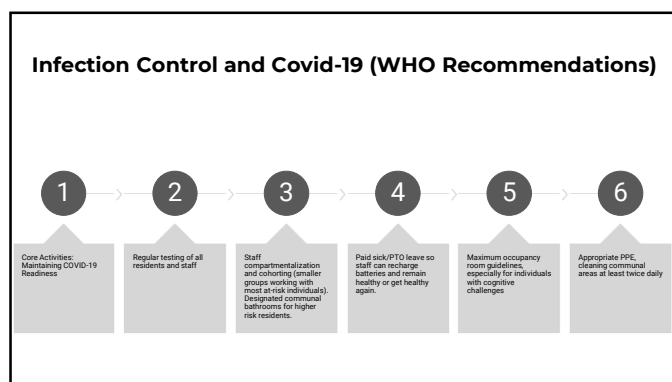 Infection Control and Covid-19 (WHO Recommendations)
1
2
3
4
5
6
Core Activities:
Maintaining COVID-19
Readiness
Regular testing of all
residents and staff
Staff
compartmentalization
and cohorting (smaller
groups working with
most at-risk individuals).
Designated communal
bathrooms for higher
risk residents.
Paid sick/PTO leave so
staff can recharge
batteries and remain
healthy or get healthy
again.
Maximum occupancy
room guidelines,
especially for individuals
with cognitive
challenges
Appropriate PPE,
cleaning communal
areas at least twice daily